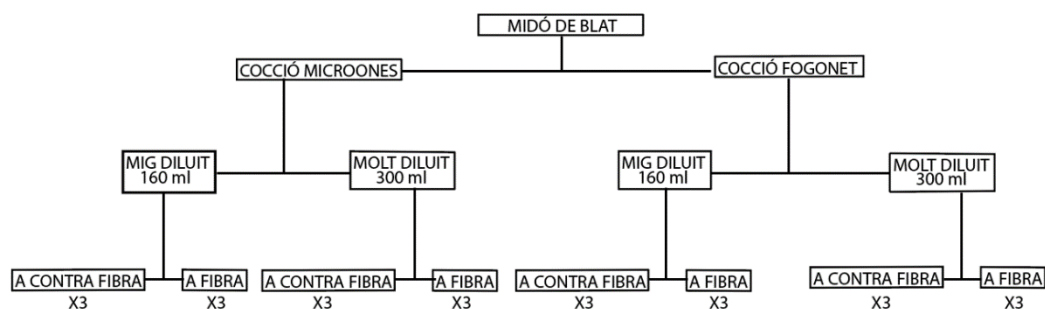 MIDÓ DE BLAT
COCCIÓ MICROONES
COCCIÓ FOGONET
MIG DILUIT
160 ml
MOLT DILUIT
300 ml
MIG DILUIT
160 ml
MOLT DILUIT
300 ml
A CONTRA FIBRA
X3
A FIBRA
X3
A CONTRA FIBRA
X3
A FIBRA
X3
A CONTRA FIBRA
X3
A FIBRA
X3
A CONTRA FIBRA
X3
A FIBRA
X3